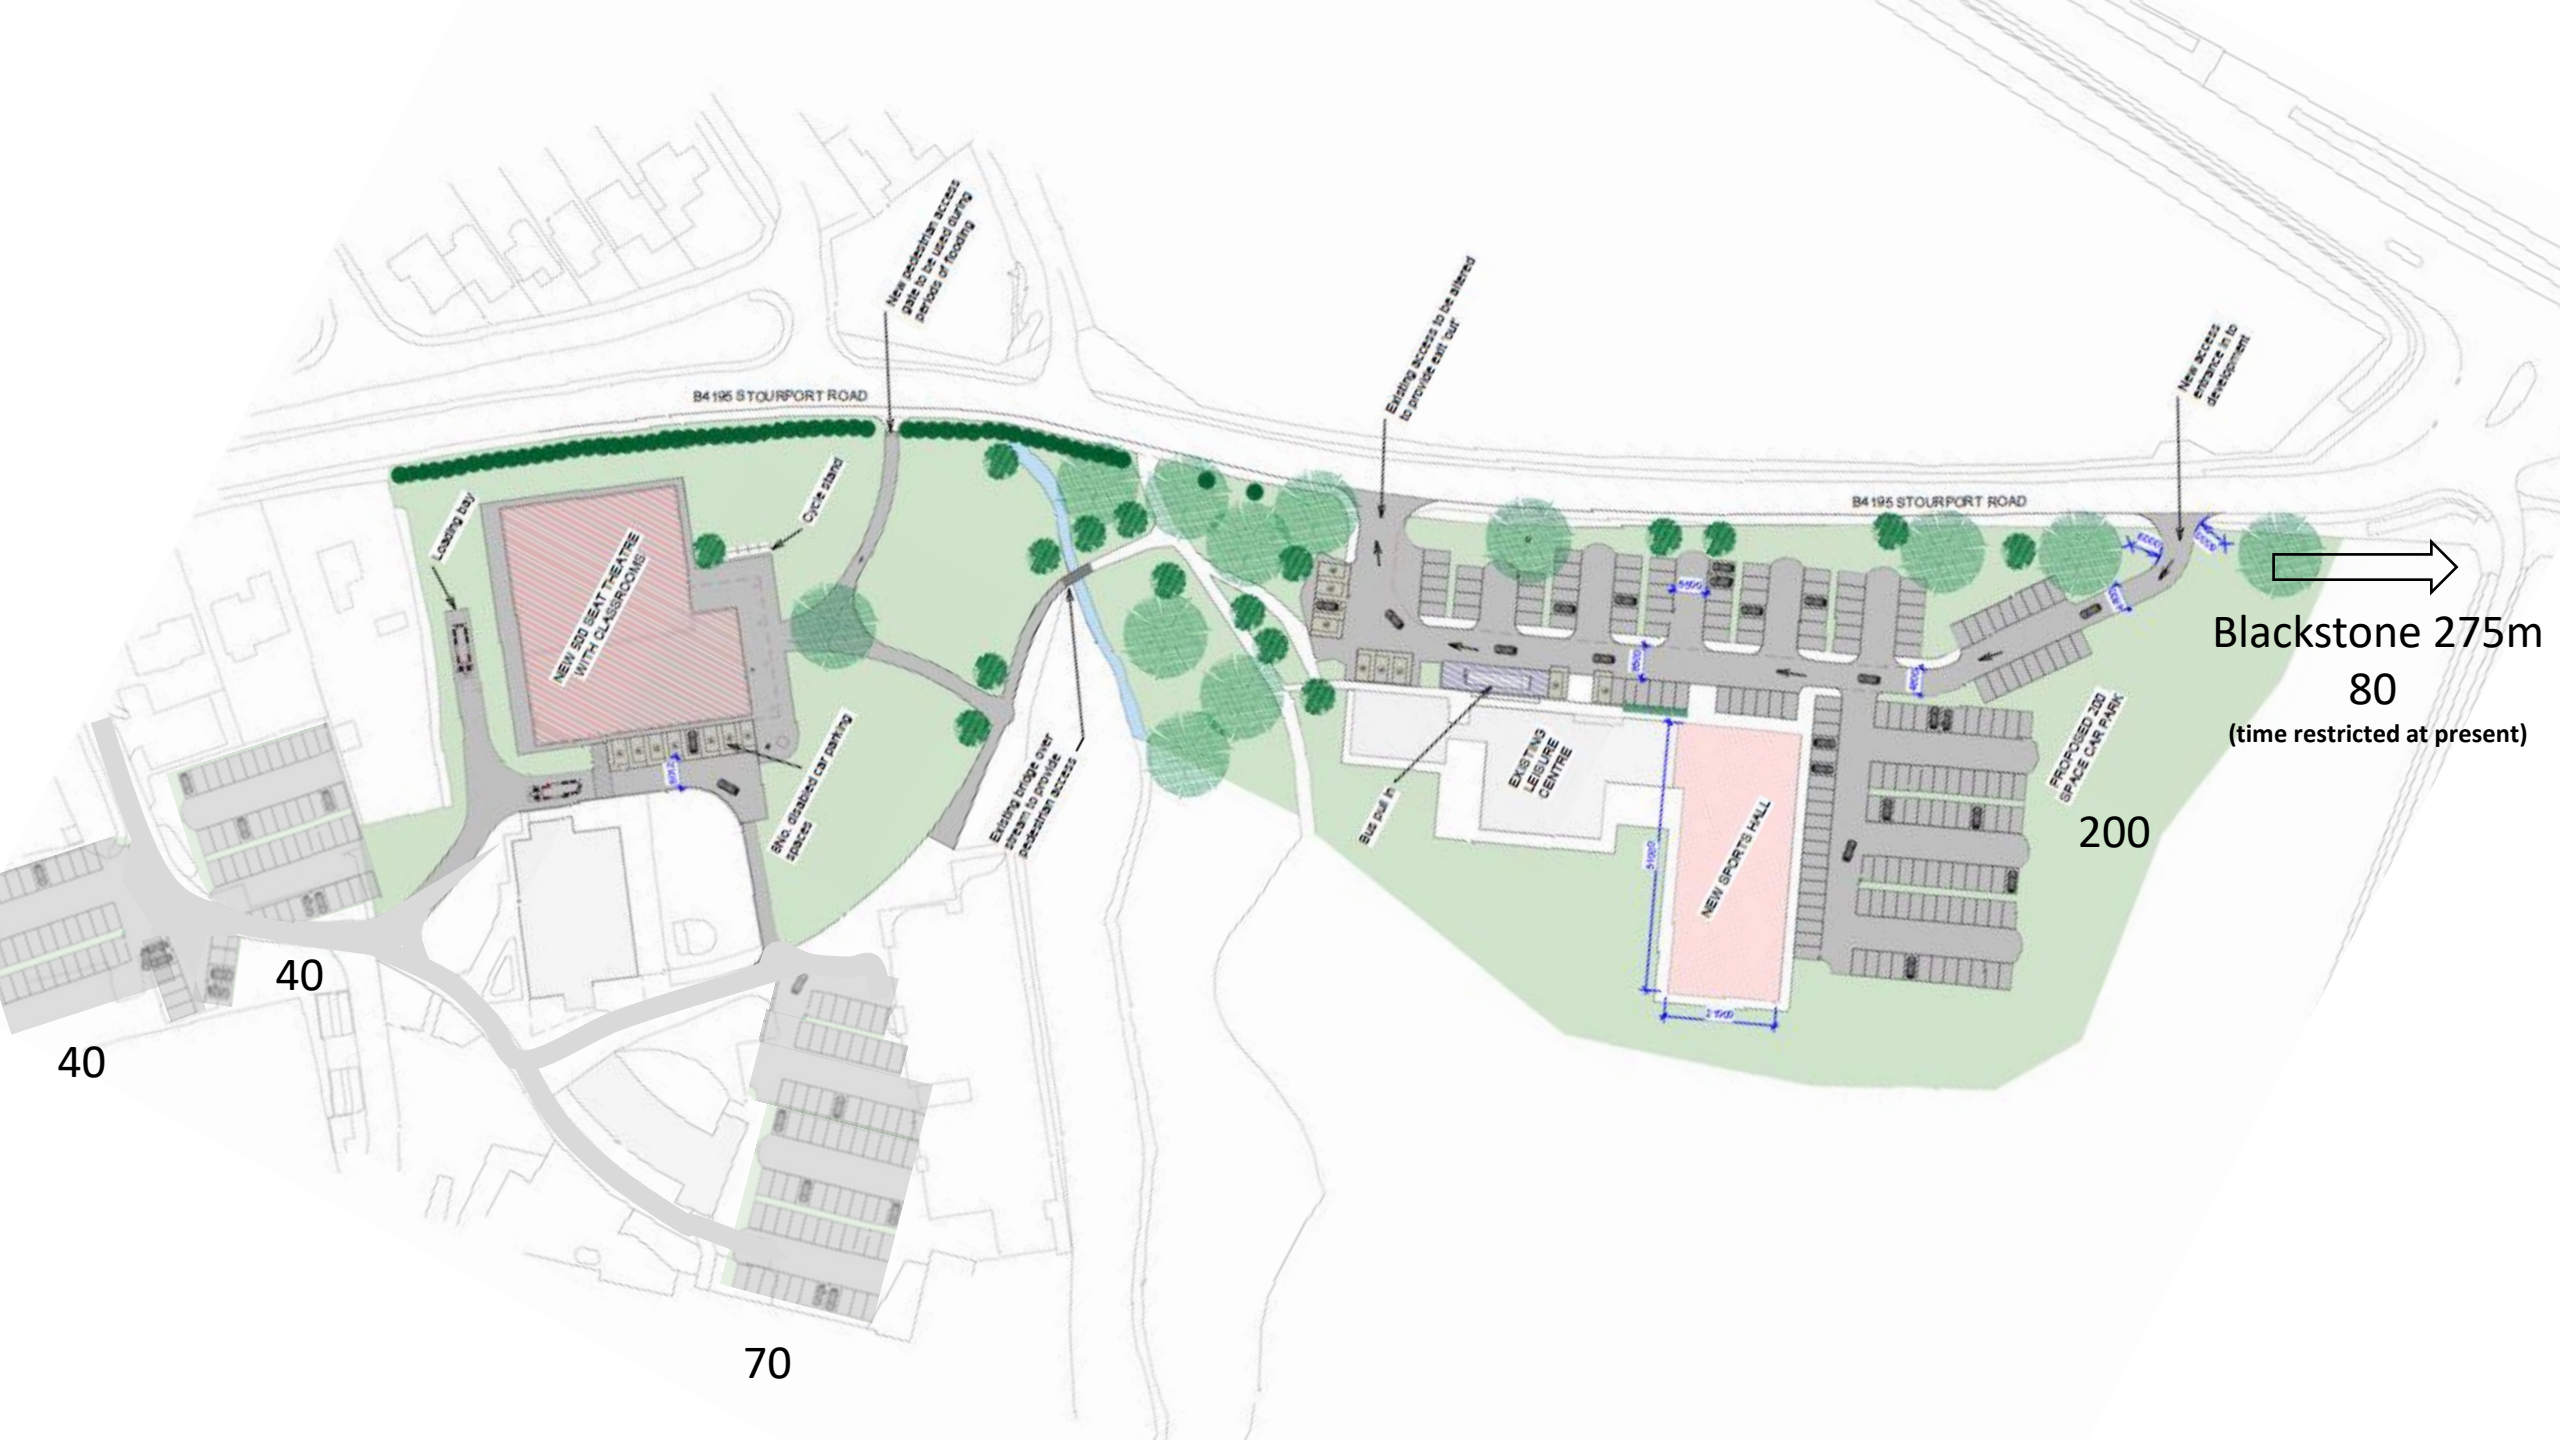 New pedestrian access
gate to be used during
periods of flooding
Existing access to be altered
to provide exit 'out'
New access
entrance in to
development
B4195 STOURPORT ROAD
B4195 STOURPORT ROAD
Loading bay
Cycle stand
NEW 500 SEAT THEATRE
WITH CLASSROOMS
8No. disabled car parking
spaces
Existing bridge over
stream to provide
pedestrian access
Bus pull in
EXISTING
LEISURE
CENTRE
NEW SPORTS HALL
PROPOSED 200
SPACE CAR PARK
Blackstone 275m
80
(time restricted at present)
200
40
40
70